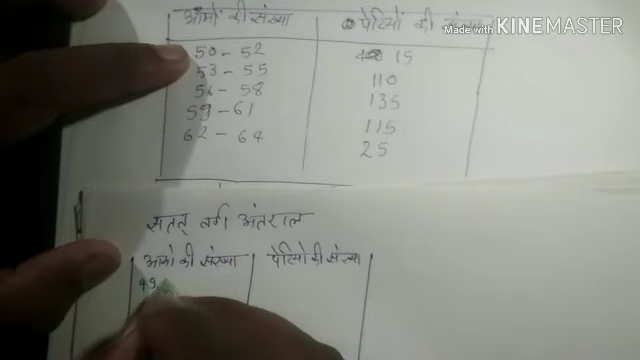 आमों की संख्या पेटियों की संख्या
Made with KINEMASTER
50 - 52 15
53 - 55 110
56 - 58 135
59 - 61 115
62 - 64 25
सतत् वर्ग अंतराल
आमों की संख्या पेटियों की संख्या
49